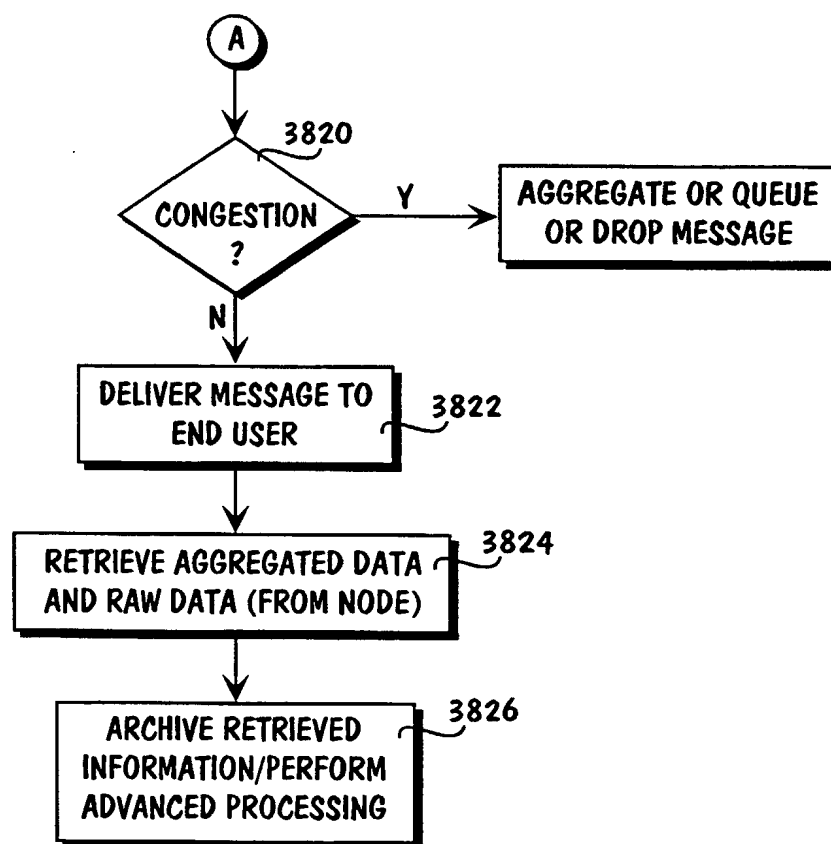 A
3820
CONGESTION
?
Y
AGGREGATE OR QUEUE
OR DROP MESSAGE
N
DELIVER MESSAGE TO
END USER
3822
RETRIEVE AGGREGATED DATA
AND RAW DATA (FROM NODE)
3824
ARCHIVE RETRIEVED
INFORMATION/PERFORM
ADVANCED PROCESSING
3826